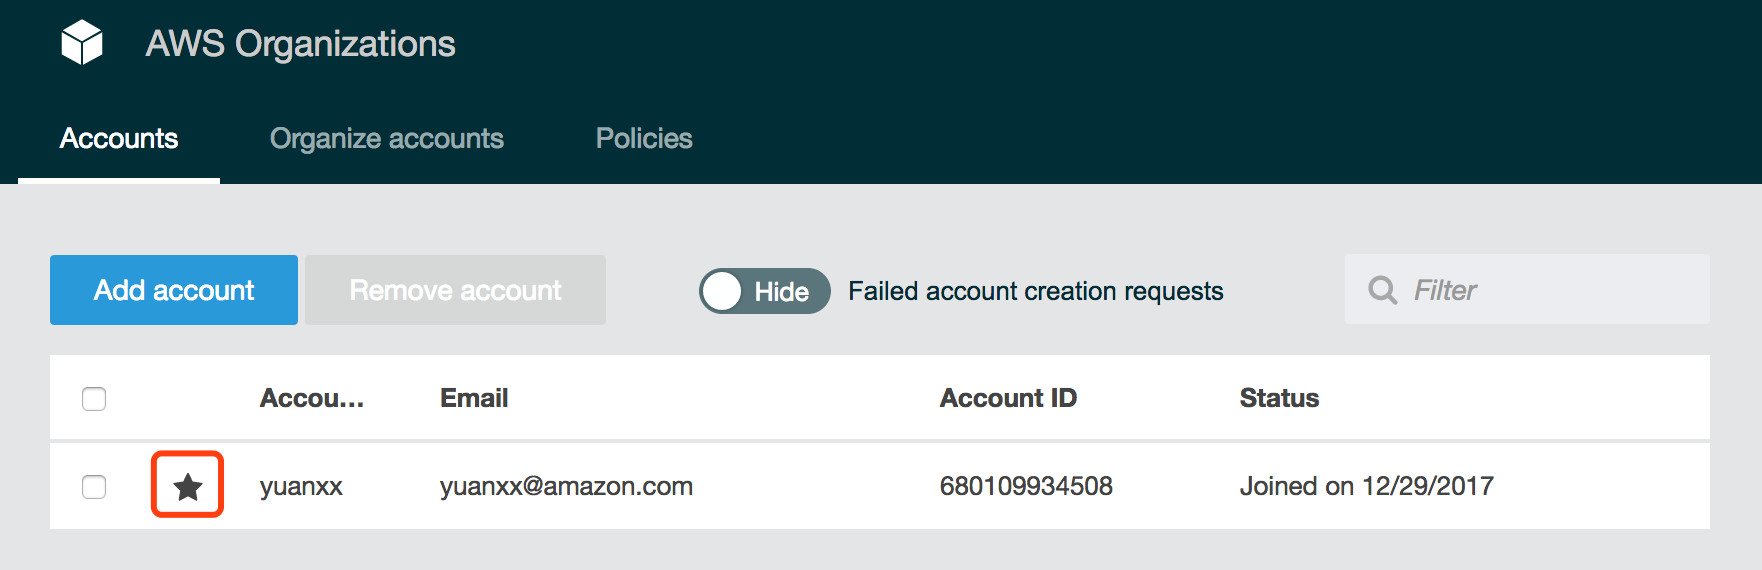 AWS Organizations
Accounts Organize accounts Policies
Add account Remove account Hide Failed account creation requests Filter
Accou... Email Account ID Status
yuanxx yuanxx@amazon.com 680109934508 Joined on 12/29/2017